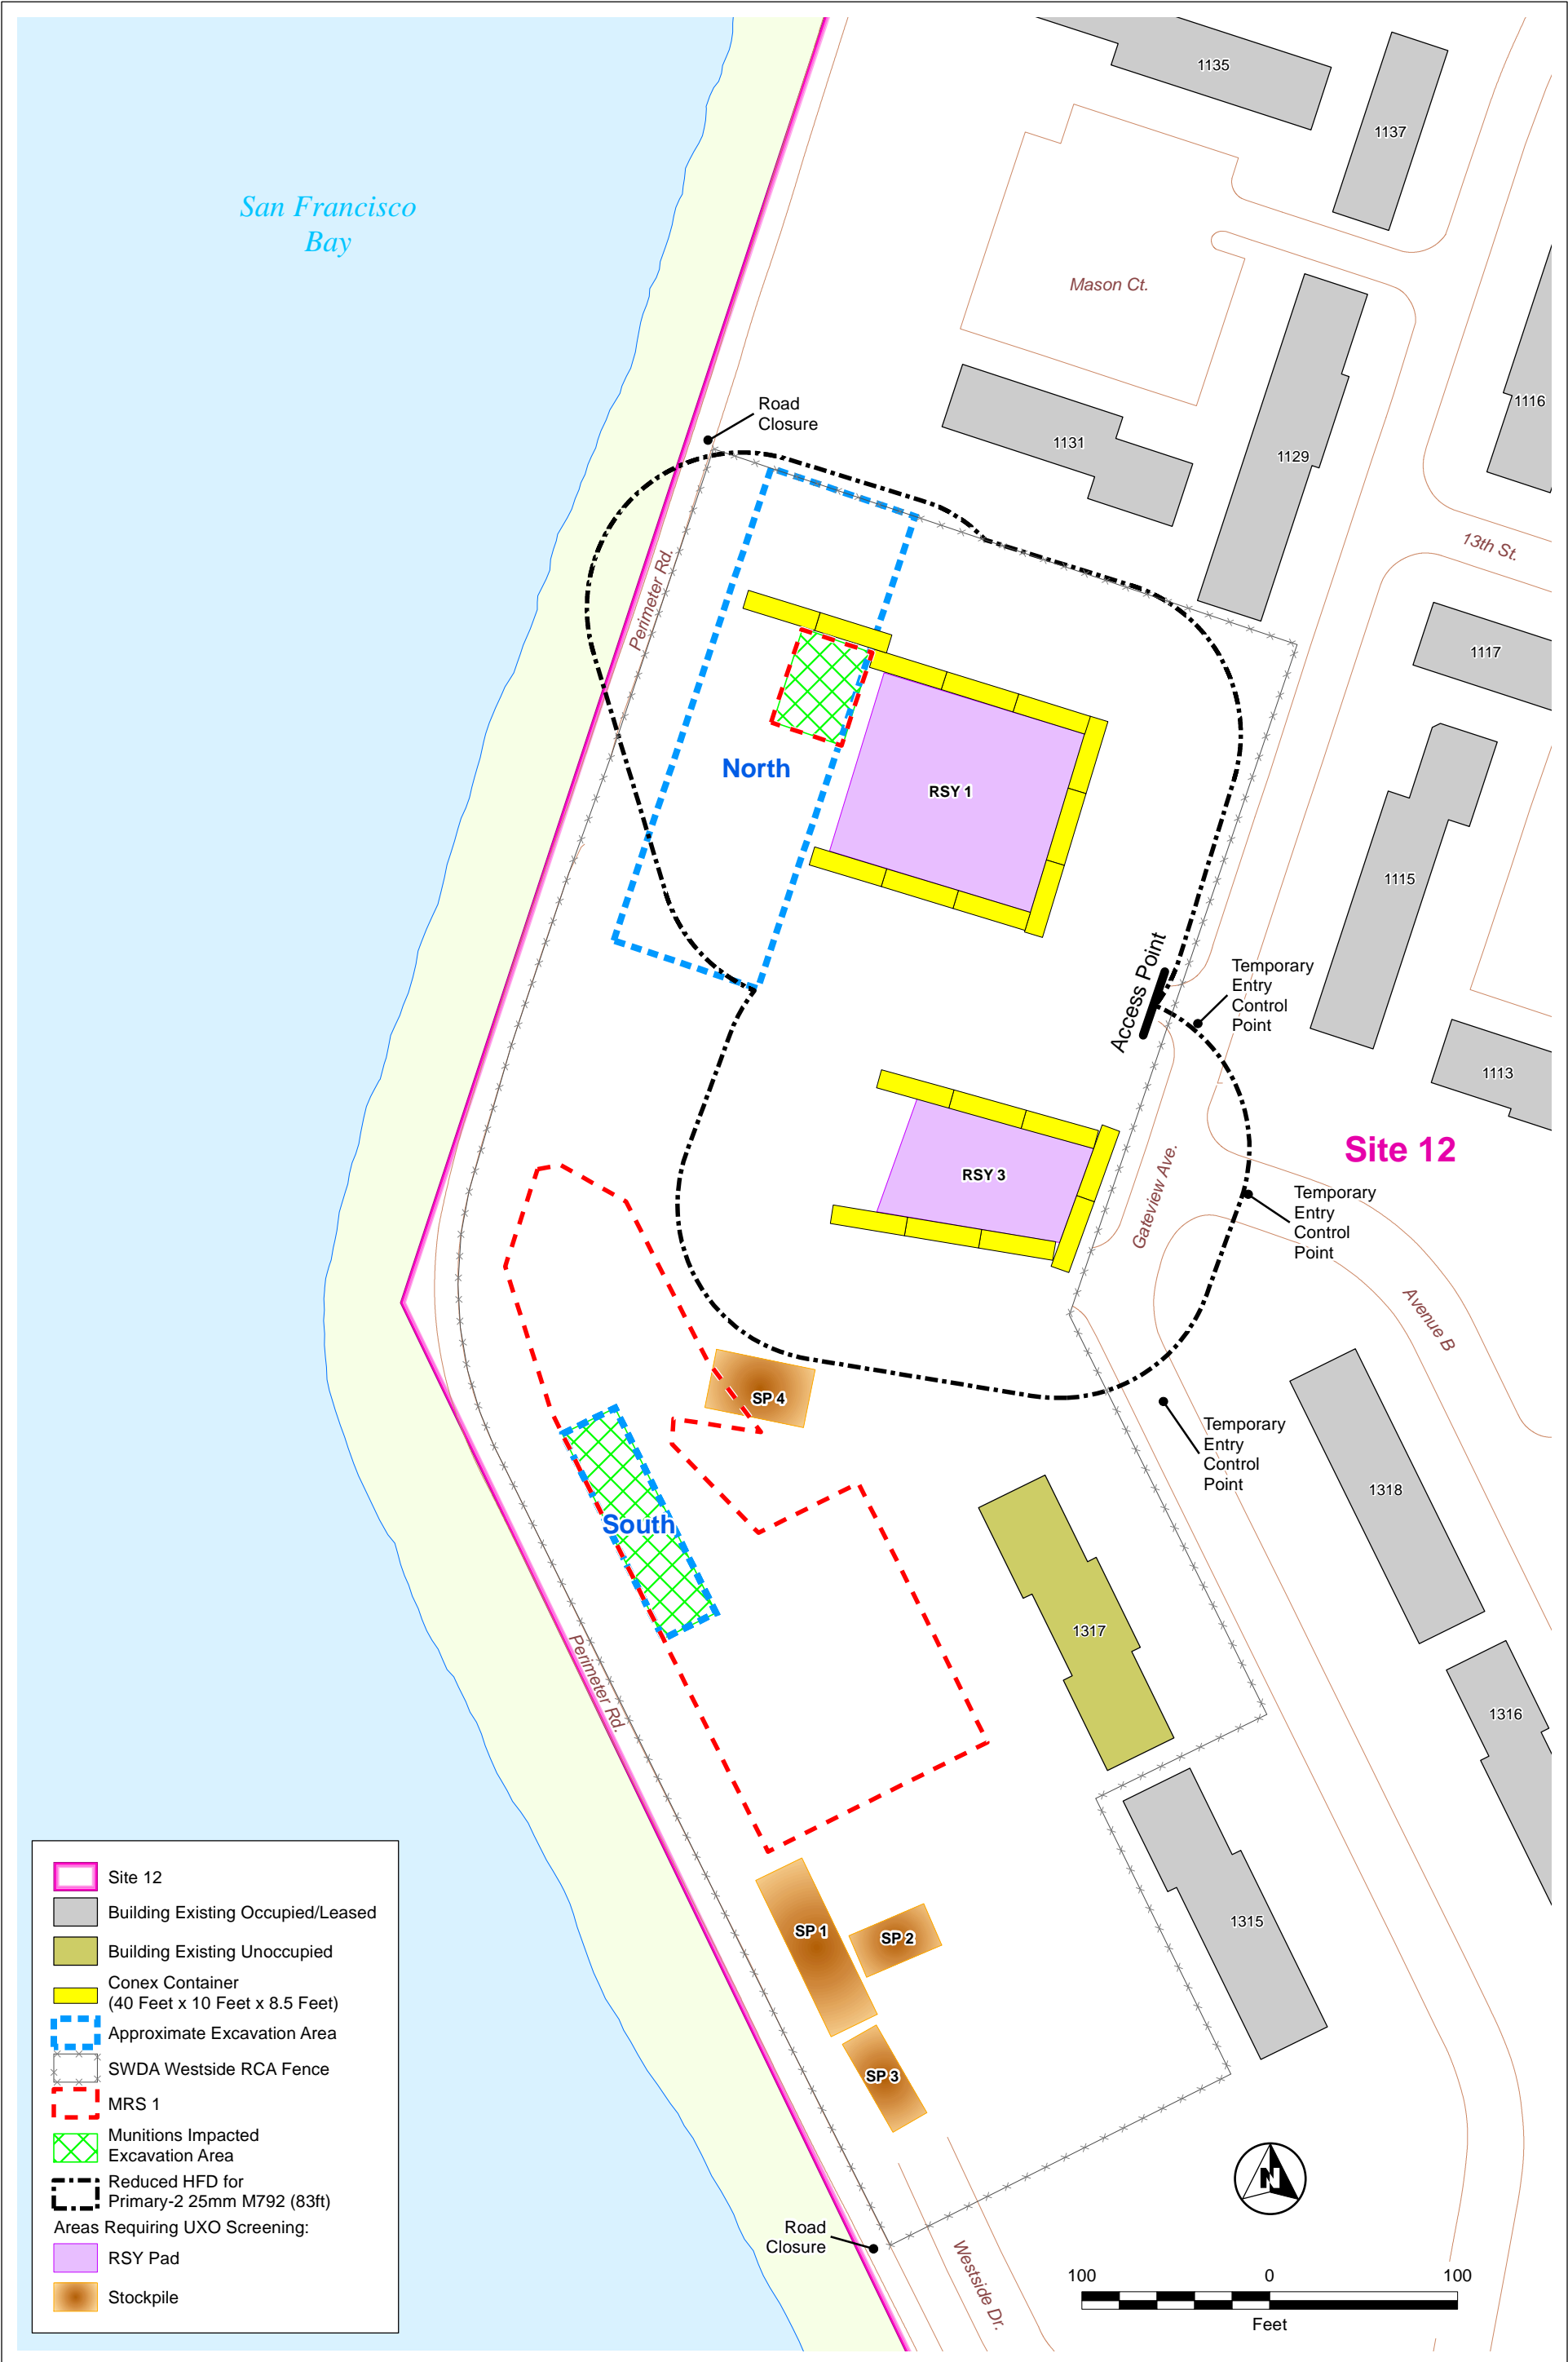 1135
1137
San Francisco
Bay
Mason Ct.
Road
Closure
1116
1131
1129
13th St.
Perimeter Rd.
1117
North
RSY 1
1115
Access Point
Temporary
Entry
Control
Point
1113
Site 12
RSY 3
Gateview Ave.
Temporary
Entry
Control
Point
Avenue B
SP 4
Temporary
Entry
Control
Point
1318
South
1317
Perimeter Rd.
1316
Site 12
Building Existing Occupied/Leased
Building Existing Unoccupied
Conex Container
(40 Feet x 10 Feet x 8.5 Feet)
Approximate Excavation Area
SWDA Westside RCA Fence
MRS 1
Munitions Impacted
Excavation Area
Reduced HFD for
Primary-2 25mm M792 (83ft)
Areas Requiring UXO Screening:
RSY Pad
Stockpile
SP 1
SP 2
1315
SP 3
N
Road
Closure
Westside Dr.
100 0 100
Feet